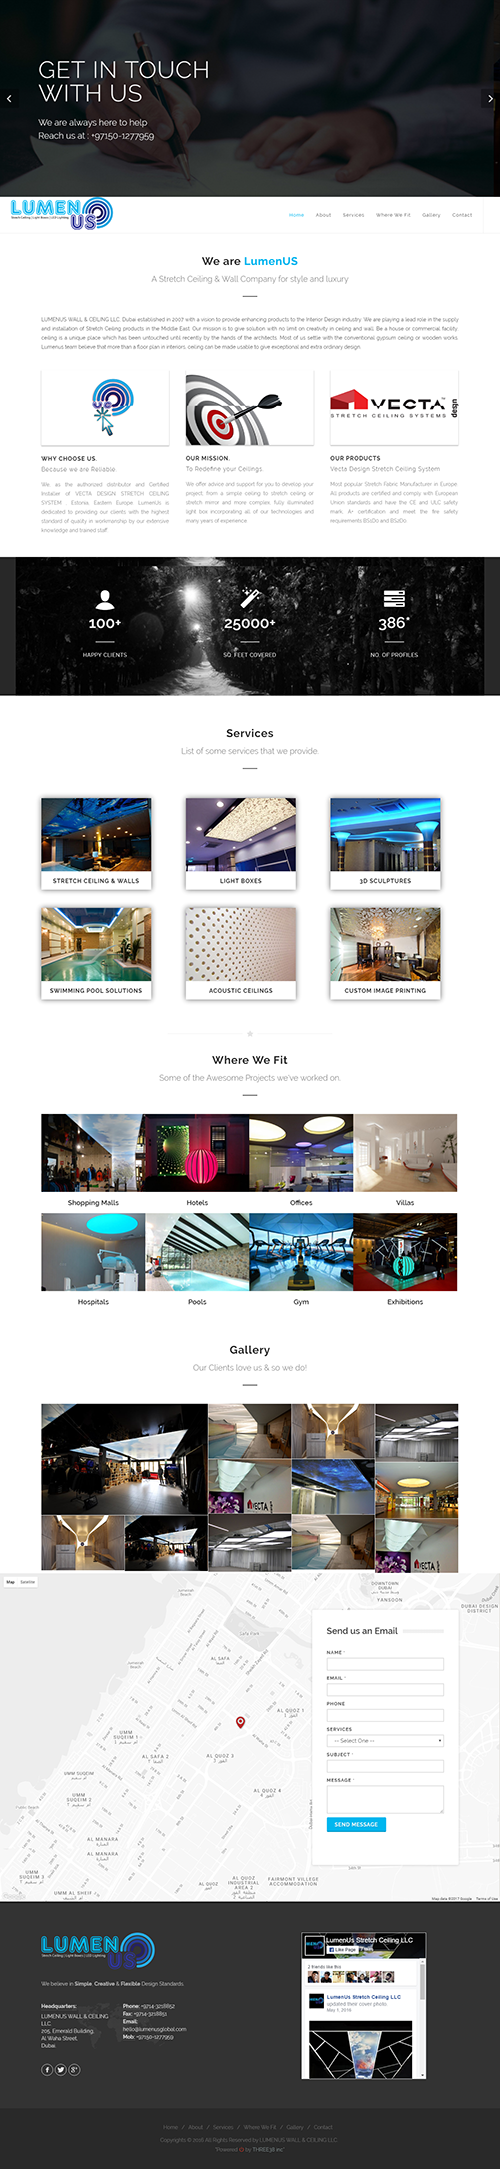 GET IN TOUCH
WITH US
We are always here to help
Reach us at : +97150-1277959
LUMEN
US
Stretch Ceiling | Light Boxes | LED Lighting
Home About Services Where We Fit Gallery Contact
We are LumenUS
A Stretch Ceiling & Wall Company for style and luxury
LUMENUS WALL & CEILING LLC, Dubai established in 2007 with a vision to provide enhancing products to the Interior Design industry. We are playing a lead role in the supply
and installation of Stretch Ceiling products in the Middle East. Our mission is to give solution with no limit on creativity in ceiling and wall. Be a house or commercial facility,
ceiling is a unique place which has been untouched until recently by the hands of the architects. Most of us settle with the conventional gypsum ceiling or wooden works.
Lumenus team believe that more than a floor plan in interiors, ceiling can be made usable to give exceptional and extra ordinary design.
VECTA
design
STRETCH CEILING SYSTEMS
WHY CHOOSE US.
Because we are Reliable.
We as the authorized distributor and Certified
Installer of VECTA DESIGN STRETCH CEILING
SYSTEM , Estonia, Eastern Europe. LumenUs is
dedicated to providing our clients with the highest
standard of quality in workmanship by our extensive
knowledge and trained staff.
OUR MISSION.
To Redefine your Ceilings.
We offer advice and support for you to develop your
project, from a simple ceiling to stretch ceiling or
stretch mirror and more complex, fully illuminated
light box incorporating all of our technologies and
many years of experience.
OUR PRODUCTS
Vecta Design Stretch Ceiling System
Most popular Stretch Fabric Manufacturer in Europe.
All products are certified and comply with European
Union standards and have the CE and ULC safety
mark. A+ certification and meet the fire safety
requirements BS1D0 and BS2D0
100+
HAPPY CLIENTS
25000+
SQ. FEET COVERED
386*
NO. OF PROFILES
Services
List of some services that we provide.
STRETCH CEILING & WALLS
LIGHT BOXES
3D SCULPTURES
SWIMMING POOL SOLUTIONS
ACOUSTIC CEILINGS
CUSTOM IMAGE PRINTING
Where We Fit
Some of the Awesome Projects we've worked on.
Shopping Malls
Hotels
Offices
Villas
Hospitals
Pools
Gym
Exhibitions
Gallery
Our Clients love us & so we do!
VECTA
VECTA
VECTA
Map Satellite
DOWNTOWN
DUBAI
YANSOON
DUBAI DESIGN
DISTRICT
Jumeirah
Beach
Safa Park
AL SAFA
AL QUOZ 1
UMM
SUQEIM 1
AL SAFA 2
AL QUOZ 3
UMM SUQEIM
UMM
SUQEIM 2
AL QUOZ 4
AL MANARA
AL MANARA
UMM
SUQEIM 3
AL QUOZ
AL QUOZ
INDUSTRIAL
AREA 2
FAIRMONT VILLEGE
ACCOMMODATION
UMM AL SHEIF
Map data ©2017 Google Terms of Use
Send us an Email
NAME *
EMAIL *
PHONE
SERVICES
-- Select One --
SUBJECT *
MESSAGE *
SEND MESSAGE
LUMEN
US
Stretch Ceiling | Light Boxes | LED Lighting
We believe in Simple, Creative & Flexible Design Standards.
Headquarters:
LUMENUS WALL & CEILING
LLC
205, Emerald Building,
Al Waha Street.
Dubai.
Phone: +9714-3218852
Fax: +9714-3218851
Email:
hello@lumenusglobal.com
Mob: +97150-1277959
LumenUs Stretch Ceiling LLC
Like Page
2 friends like this
LumenUs Stretch Ceiling LLC
updated their cover photo.
May 1, 2016
Home / About / Services / Where We Fit / Gallery / Contact
Copyrights © 2016 All Rights Reserved by LUMENUS WALL & CEILING LLC.
"Powered by THREE38 inc"